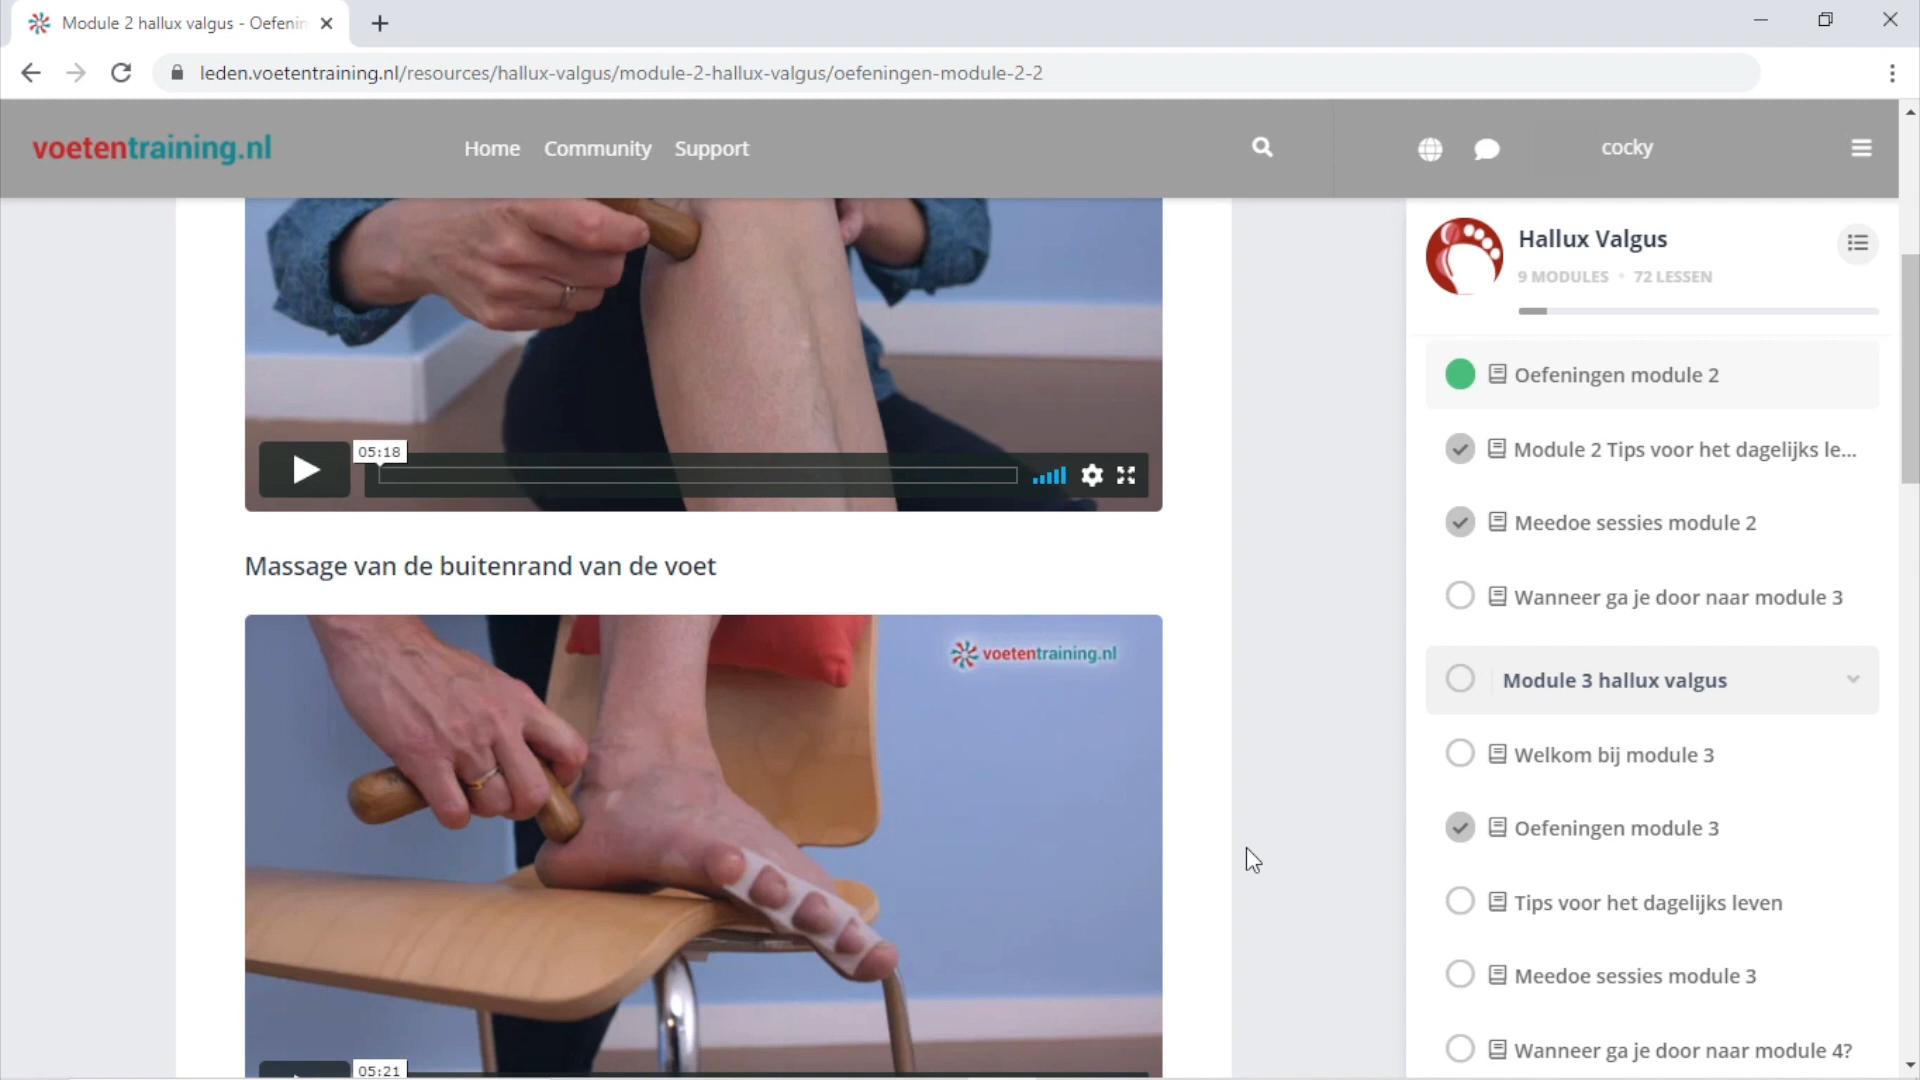 Module 2 hallux valgus - Oefenin
leden.voetentraining.nl/resources/hallux-valgus/module-2-hallux-valgus/oefeningen-module-2-2
voetentraining.nl
Home Community Support
cocky
05:18
Massage van de buitenrand van de voet
voetentraining.nl
05:21
Hallux Valgus
9 MODULES • 72 LESSEN
Oefeningen module 2
Module 2 Tips voor het dagelijks le...
Meedoe sessies module 2
Wanneer ga je door naar module 3
Module 3 hallux valgus
Welkom bij module 3
Oefeningen module 3
Tips voor het dagelijks leven
Meedoe sessies module 3
Wanneer ga je door naar module 4?